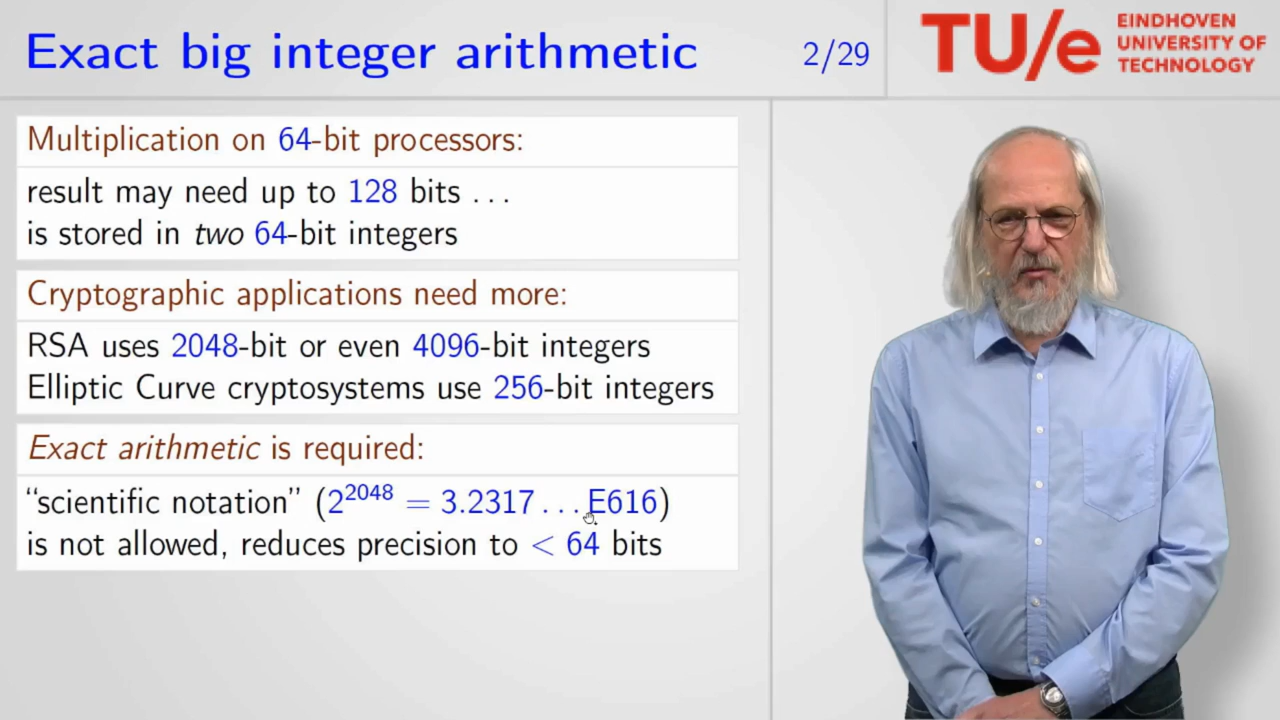 Exact big integer arithmetic
2/29
TU/e
EINDHOVEN
UNIVERSITY OF
TECHNOLOGY
Multiplication on 64-bit processors:
result may need up to 128 bits ...
is stored in two 64-bit integers
Cryptographic applications need more:
RSA uses 2048-bit or even 4096-bit integers
Elliptic Curve cryptosystems use 256-bit integers
Exact arithmetic is required:
“scientific notation” (2²⁰⁴⁸ = 3.2317...E616)
is not allowed, reduces precision to < 64 bits